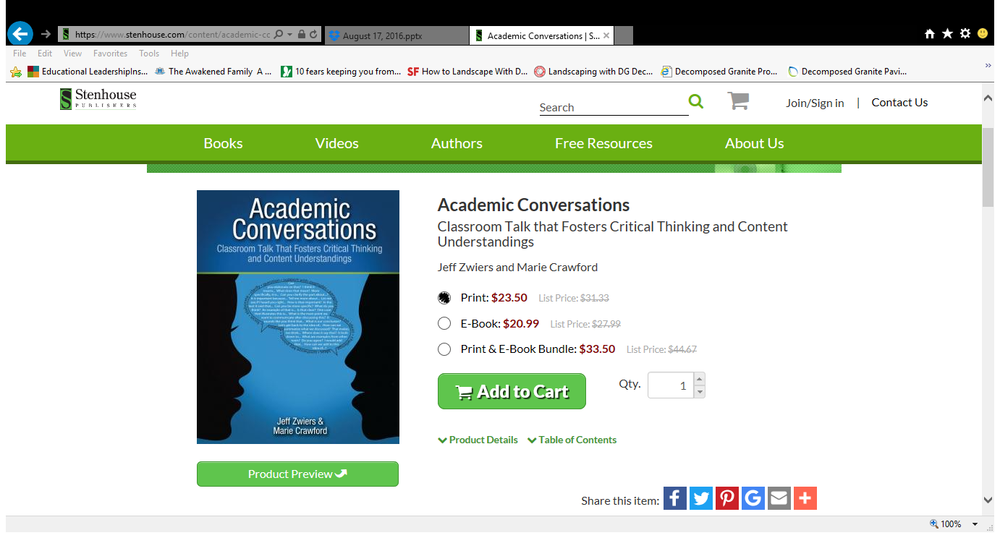 https://www.stenhouse.com/content/academic-cc
August 17, 2016.pptx
Academic Conversations | S...
File Edit View Favorites Tools Help
Educational LeadershipIns... The Awakened Family A ... 10 fears keeping you from... SF How to Landscape With D... Landscaping with DG Dec... Decomposed Granite Pro... Decomposed Granite Pavi...
Stenhouse
PUBLISHERS
Search
Join/Sign in | Contact Us
Books Videos Authors Free Resources About Us
Academic
Conversations
Classroom Talk That Fosters Critical Thinking
and Content Understandings
Jeff Zwiers &
Marie Crawford
Product Preview
Academic Conversations
Classroom Talk that Fosters Critical Thinking and Content
Understandings
Jeff Zwiers and Marie Crawford
Print: $23.50 List Price: $31.33
E-Book: $20.99 List Price: $27.99
Print & E-Book Bundle: $33.50 List Price: $44.67
Add to Cart Qty. 1
Product Details Table of Contents
Share this item:
100%